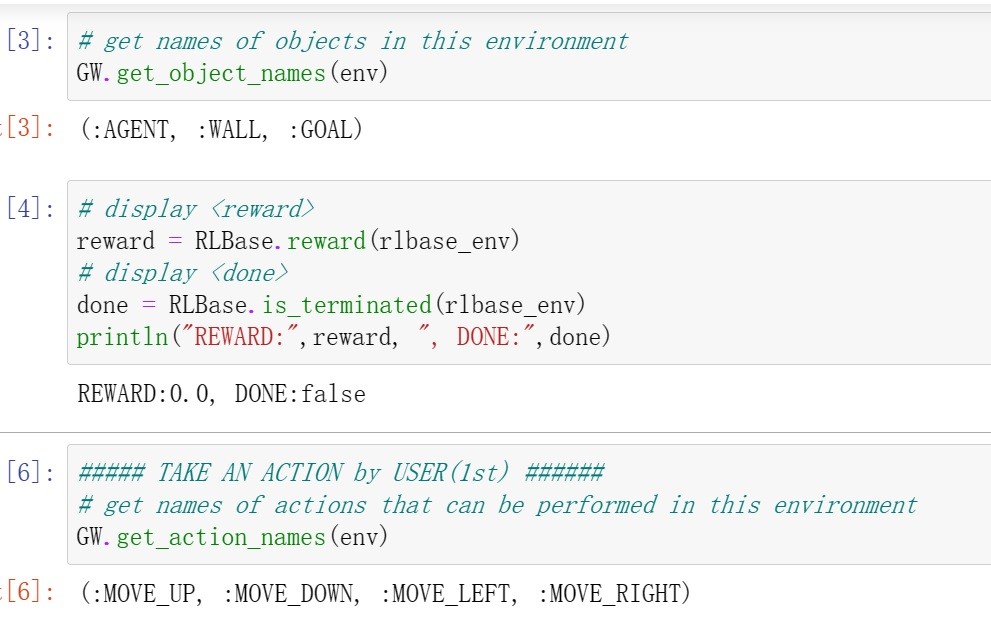 [3]: # get names of objects in this environment
GW.get_object_names(env)
t[3]: (:AGENT, :WALL, :GOAL)
[4]: # display <reward>
reward = RLBase.reward(rlbase_env)
# display <done>
done = RLBase.is_terminated(rlbase_env)
println("REWARD:",reward, ", DONE:",done)
REWARD:0.0, DONE:false
[6]: ##### TAKE AN ACTION by USER(1st) ######
# get names of actions that can be performed in this environment
GW.get_action_names(env)
t[6]: (:MOVE_UP, :MOVE_DOWN, :MOVE_LEFT, :MOVE_RIGHT)